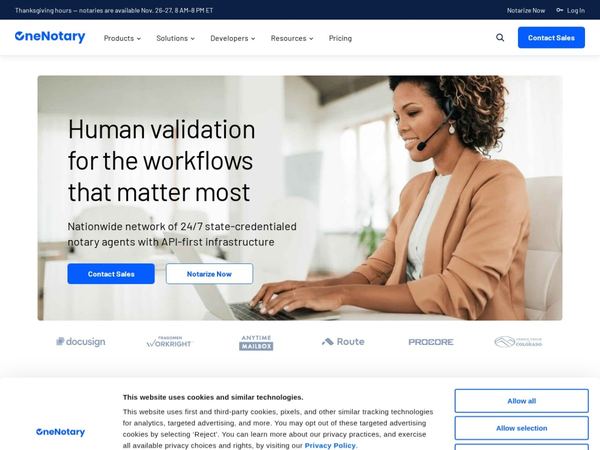 Thanksgiving hours — notaries are available Nov. 26-27, 8 AM-8 PM ET
Notarize Now
Log In
OneNotary
Products
Solutions
Developers
Resources
Pricing
Contact Sales
Human validation
for the workflows
that matter most
Nationwide network of 24/7 state-credentialed
notary agents with API-first infrastructure
Contact Sales
Notarize Now
docusign
FRAGOMEN
WORKRIGHT
ANYTIME
MAILBOX
Route
PROCORE
COLORADO
This website uses cookies and similar technologies.
This website uses first and third-party cookies, pixels, and other similar tracking technologies
for analytics, targeted advertising, and more. You may opt out of these targeted advertising
cookies by selecting ‘Reject’. You can learn more about our privacy practices, and exercise
all available privacy choices and rights, by visiting our Privacy Policy.
OneNotary
Allow all
Allow selection